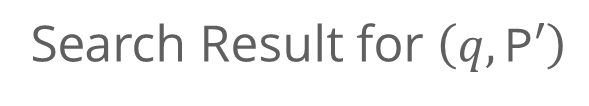 Search Result for (q, P′)